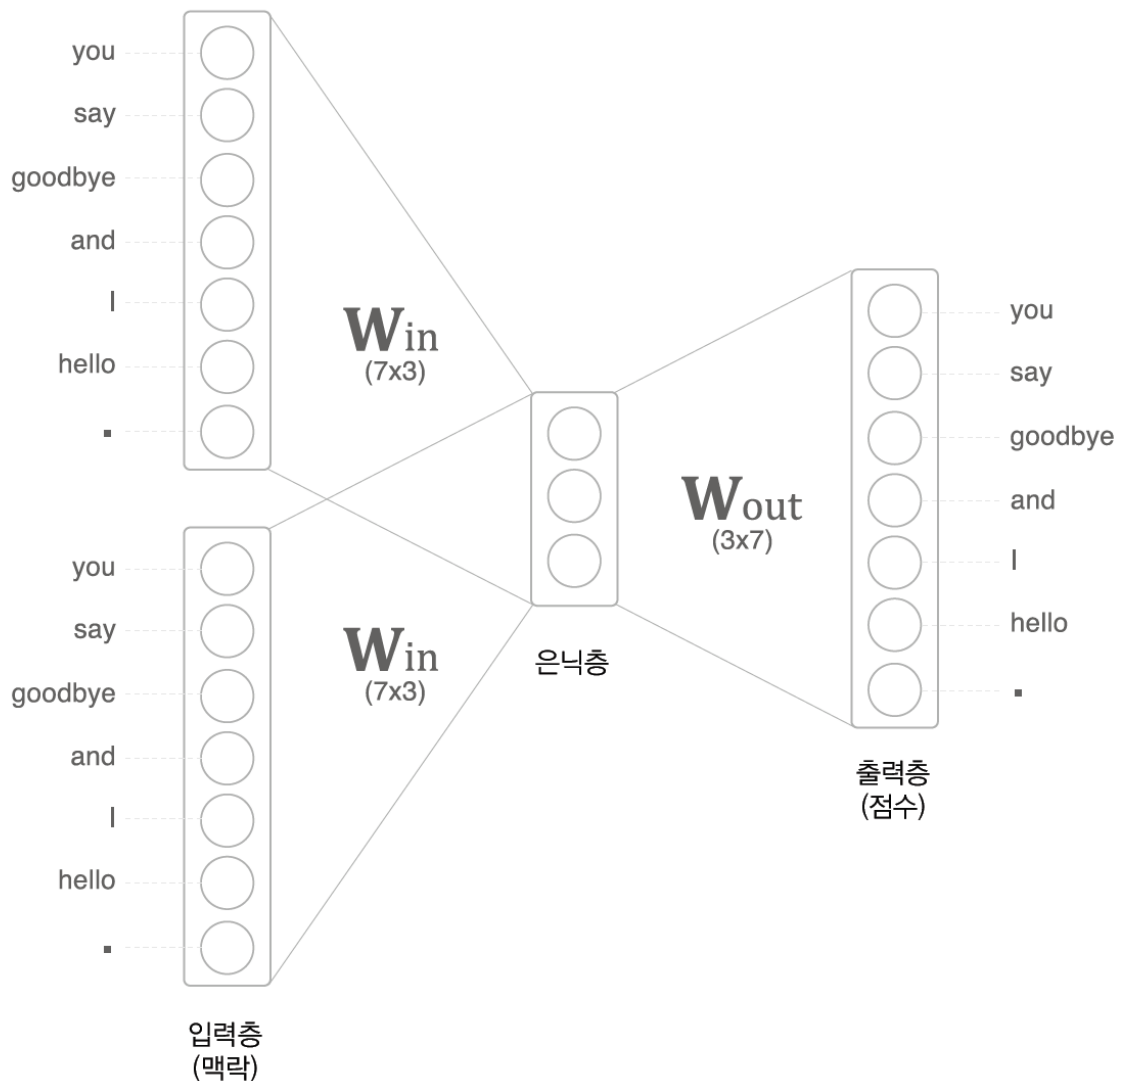 you
say
goodbye
and
I
hello
.
Win
(7x3)
you
say
goodbye
and
I
hello
.
Win
(7x3)
입력층
(맥락)
은닉층
Wout
(3x7)
you
say
goodbye
and
I
hello
.
출력층
(점수)